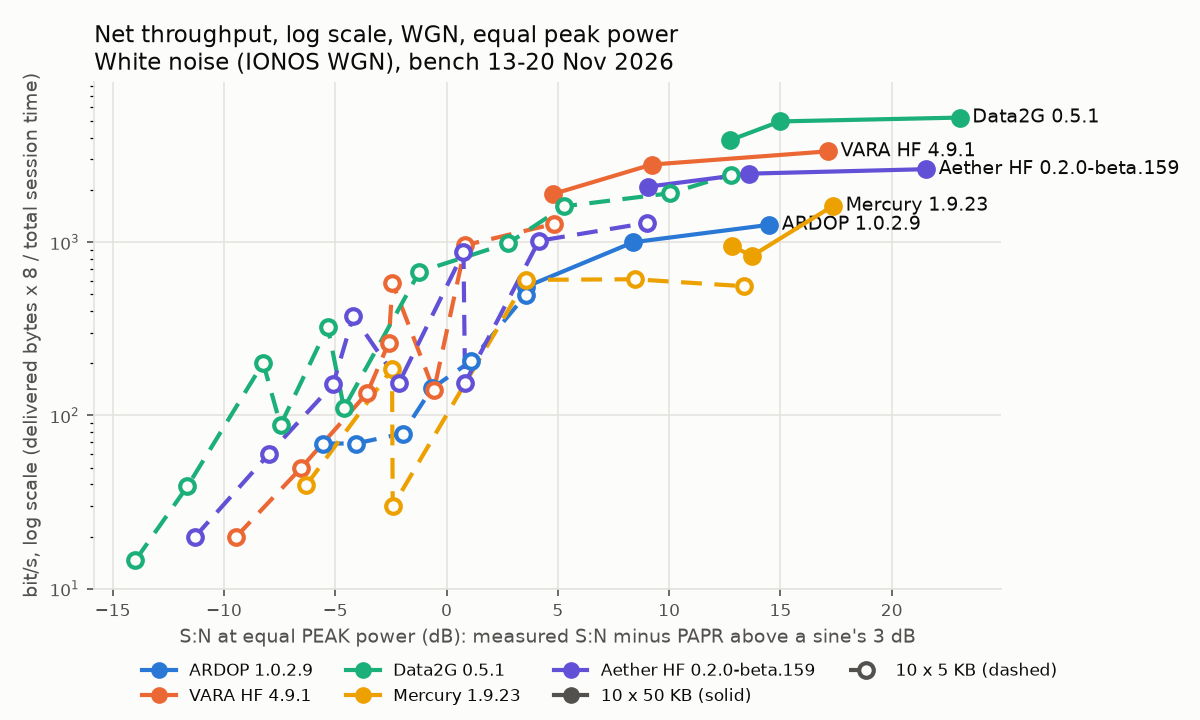 Net throughput, log scale, WGN, equal peak power
White noise (IONOS WGN), bench 13-20 Nov 2026
bit/s, log scale (delivered bytes x 8 / total session time)
10³
10²
10¹
Data2G 0.5.1
VARA HF 4.9.1
Aether HF 0.2.0-beta.159
Mercury 1.9.23
ARDOP 1.0.2.9
−15 −10 −5 0 5 10 15 20
S:N at equal PEAK power (dB): measured S:N minus PAPR above a sine's 3 dB
ARDOP 1.0.2.9 Data2G 0.5.1 Aether HF 0.2.0-beta.159 10 x 5 KB (dashed)
VARA HF 4.9.1 Mercury 1.9.23 10 x 50 KB (solid)